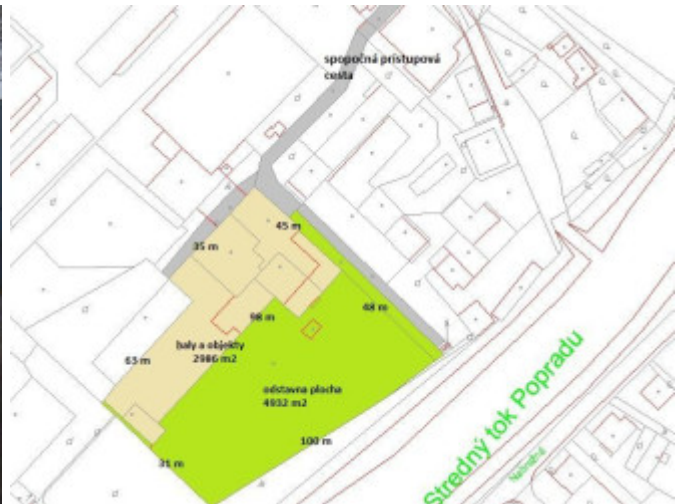 spopočná prístupová
cesta
45 m
35 m
48 m
98 m
haly a objekty
2986 m2
63 m
odstavna plocha
4932 m2
100 m
31 m
Stredný tok Popradu